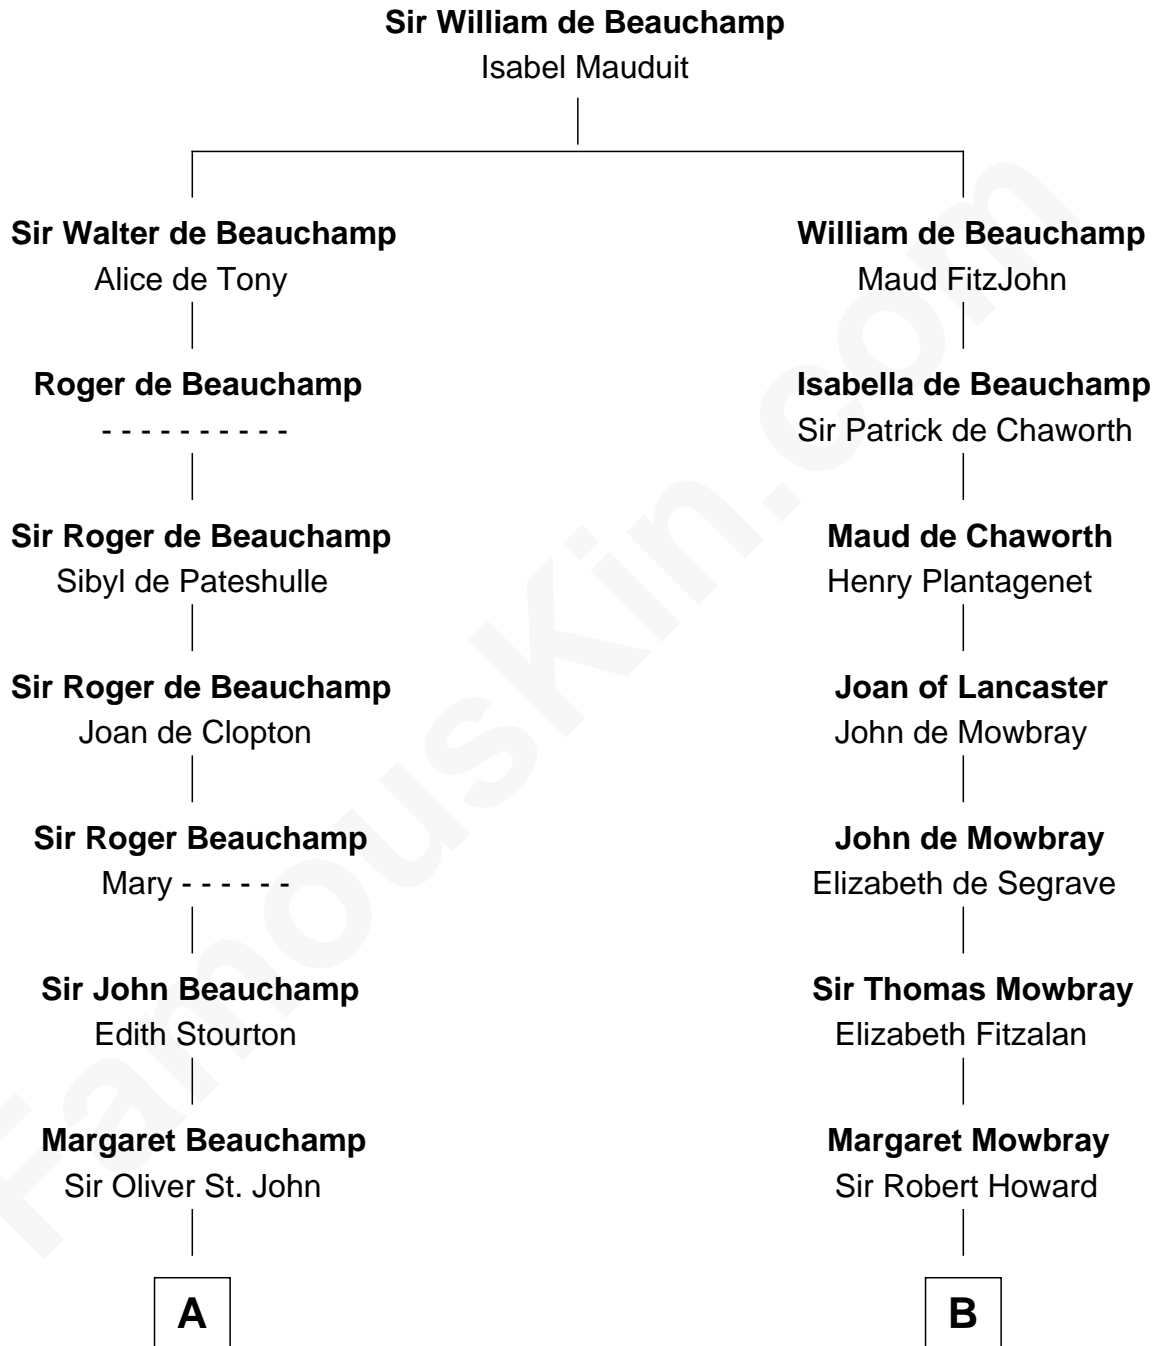 Sir William de Beauchamp
Isabel Mauduit
Sir Walter de Beauchamp
Alice de Tony
William de Beauchamp
Maud FitzJohn
Roger de Beauchamp
- - - - - - - - - -
Isabella de Beauchamp
Sir Patrick de Chaworth
Sir Roger de Beauchamp
Sibyl de Pateshulle
Maud de Chaworth
Henry Plantagenet
Sir Roger de Beauchamp
Joan de Clopton
Joan of Lancaster
John de Mowbray
Sir Roger Beauchamp
Mary - - - - - -
John de Mowbray
Elizabeth de Segrave
Sir John Beauchamp
Edith Stourton
Sir Thomas Mowbray
Elizabeth Fitzalan
Margaret Beauchamp
Sir Oliver St. John
Margaret Mowbray
Sir Robert Howard
A
B
FamousKin.com